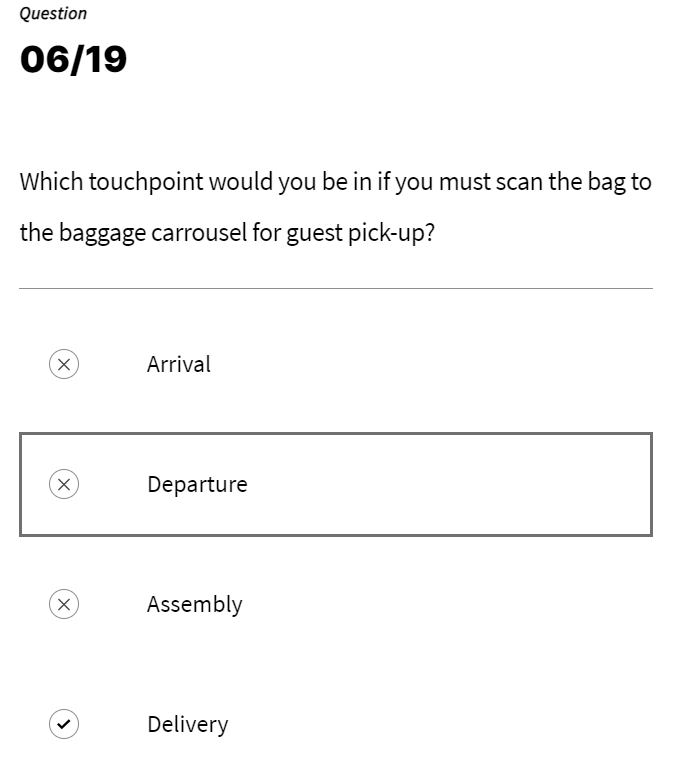 Question
06/19
Which touchpoint would you be in if you must scan the bag to
the baggage carrousel for guest pick-up?
Arrival
Departure
Assembly
Delivery